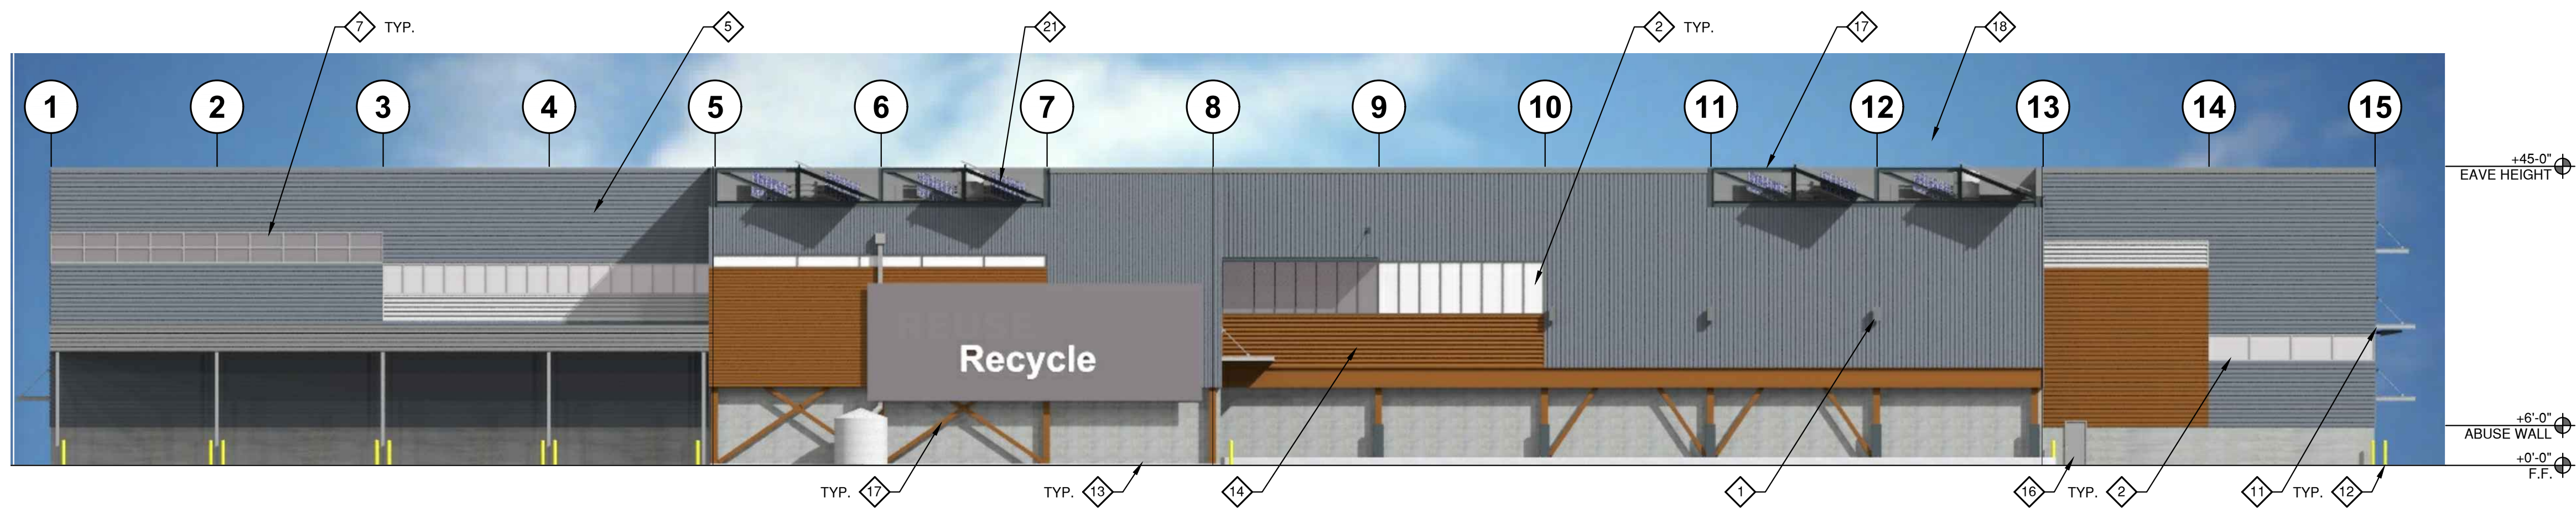 7 TYP.
5
21
2 TYP.
17
18
1 2 3 4 5 6 7 8 9 10 11 12 13 14 15
+45-0"
EAVE HEIGHT
REUSE
Recycle
+6'-0"
ABUSE WALL
+0'-0"
F.F.
TYP. 17
TYP. 13
14
1
16
TYP. 2
11
TYP. 12